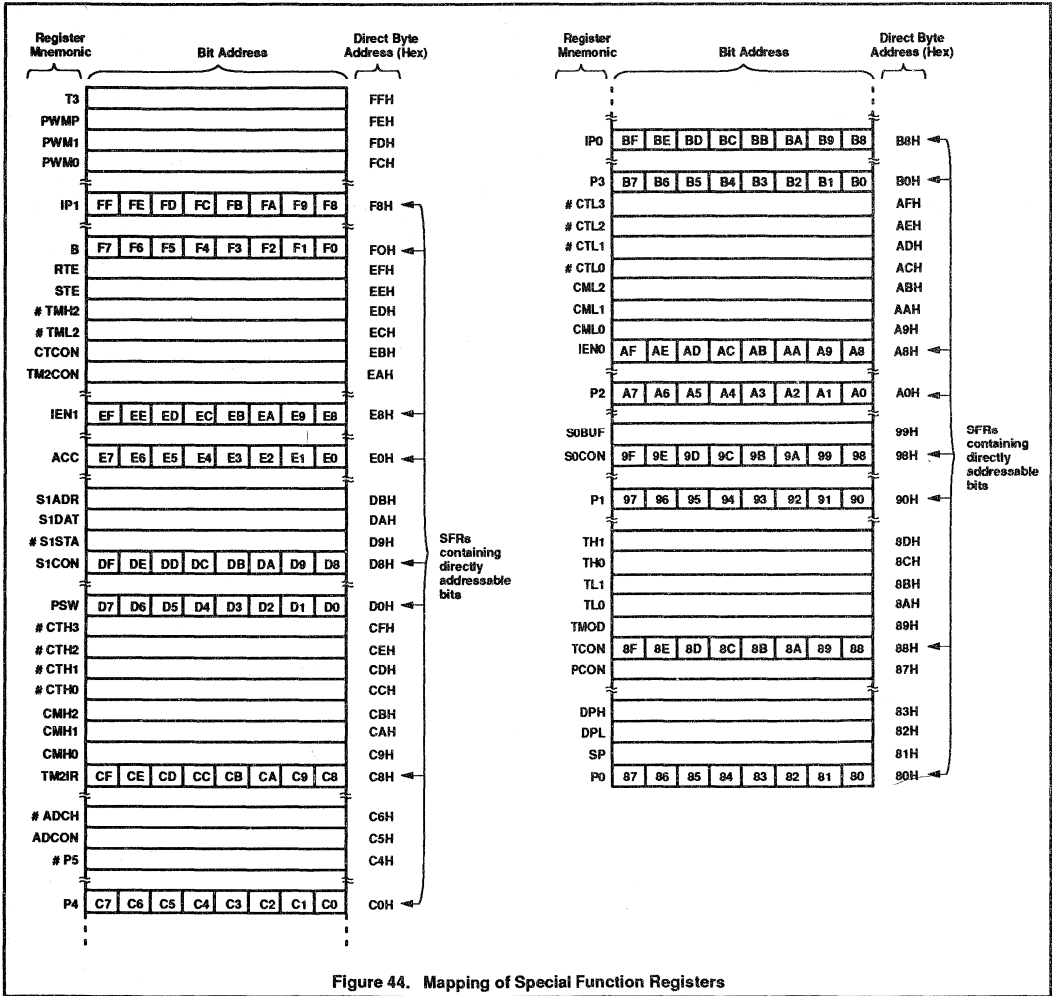 Register Mnemonic Bit Address Direct Byte Address (Hex)
T3 FFH
PWMP FEH
PWM1 FDH
PWM0 FCH
IP1 FF FE FD FC FB FA F9 F8 F8H
B F7 F6 F5 F4 F3 F2 F1 F0 FOH
RTE EFH
STE EEH
# TMH2 EDH
# TML2 ECH
CTCON EBH
TM2CON EAH
IEN1 EF EE ED EC EB EA E9 E8 E8H
ACC E7 E6 E5 E4 E3 E2 E1 E0 E0H
S1ADR DBH
S1DAT DAH
# S1STA D9H
S1CON DF DE DD DC DB DA D9 D8 D8H
PSW D7 D6 D5 D4 D3 D2 D1 D0 D0H
# CTH3 CFH
# CTH2 CEH
# CTH1 CDH
# CTH0 CCH
CMH2 CBH
CMH1 CAH
CMH0 C9H
TM2IR CF CE CD CC CB CA C9 C8 C8H
# ADCH C6H
ADCON C5H
# P5 C4H
P4 C7 C6 C5 C4 C3 C2 C1 C0 C0H
SFRs
containing
directly
addressable
bits
Register Mnemonic Bit Address Direct Byte Address (Hex)
IP0 BF BE BD BC BB BA B9 B8 B8H
P3 B7 B6 B5 B4 B3 B2 B1 B0 B0H
# CTL3 AFH
# CTL2 AEH
# CTL1 ADH
# CTL0 ACH
CML2 ABH
CML1 AAH
CML0 A9H
IEN0 AF AE AD AC AB AA A9 A8 A8H
P2 A7 A6 A5 A4 A3 A2 A1 A0 A0H
S0BUF 99H
S0CON 9F 9E 9D 9C 9B 9A 99 98 98H
P1 97 96 95 94 93 92 91 90 90H
TH1 8DH
TH0 8CH
TL1 8BH
TL0 8AH
TMOD 89H
TCON 8F 8E 8D 8C 8B 8A 89 88 88H
PCON 87H
DPH 83H
DPL 82H
SP 81H
P0 87 86 85 84 83 82 81 80 80H
SFRs
containing
directly
addressable
bits
Figure 44. Mapping of Special Function Registers